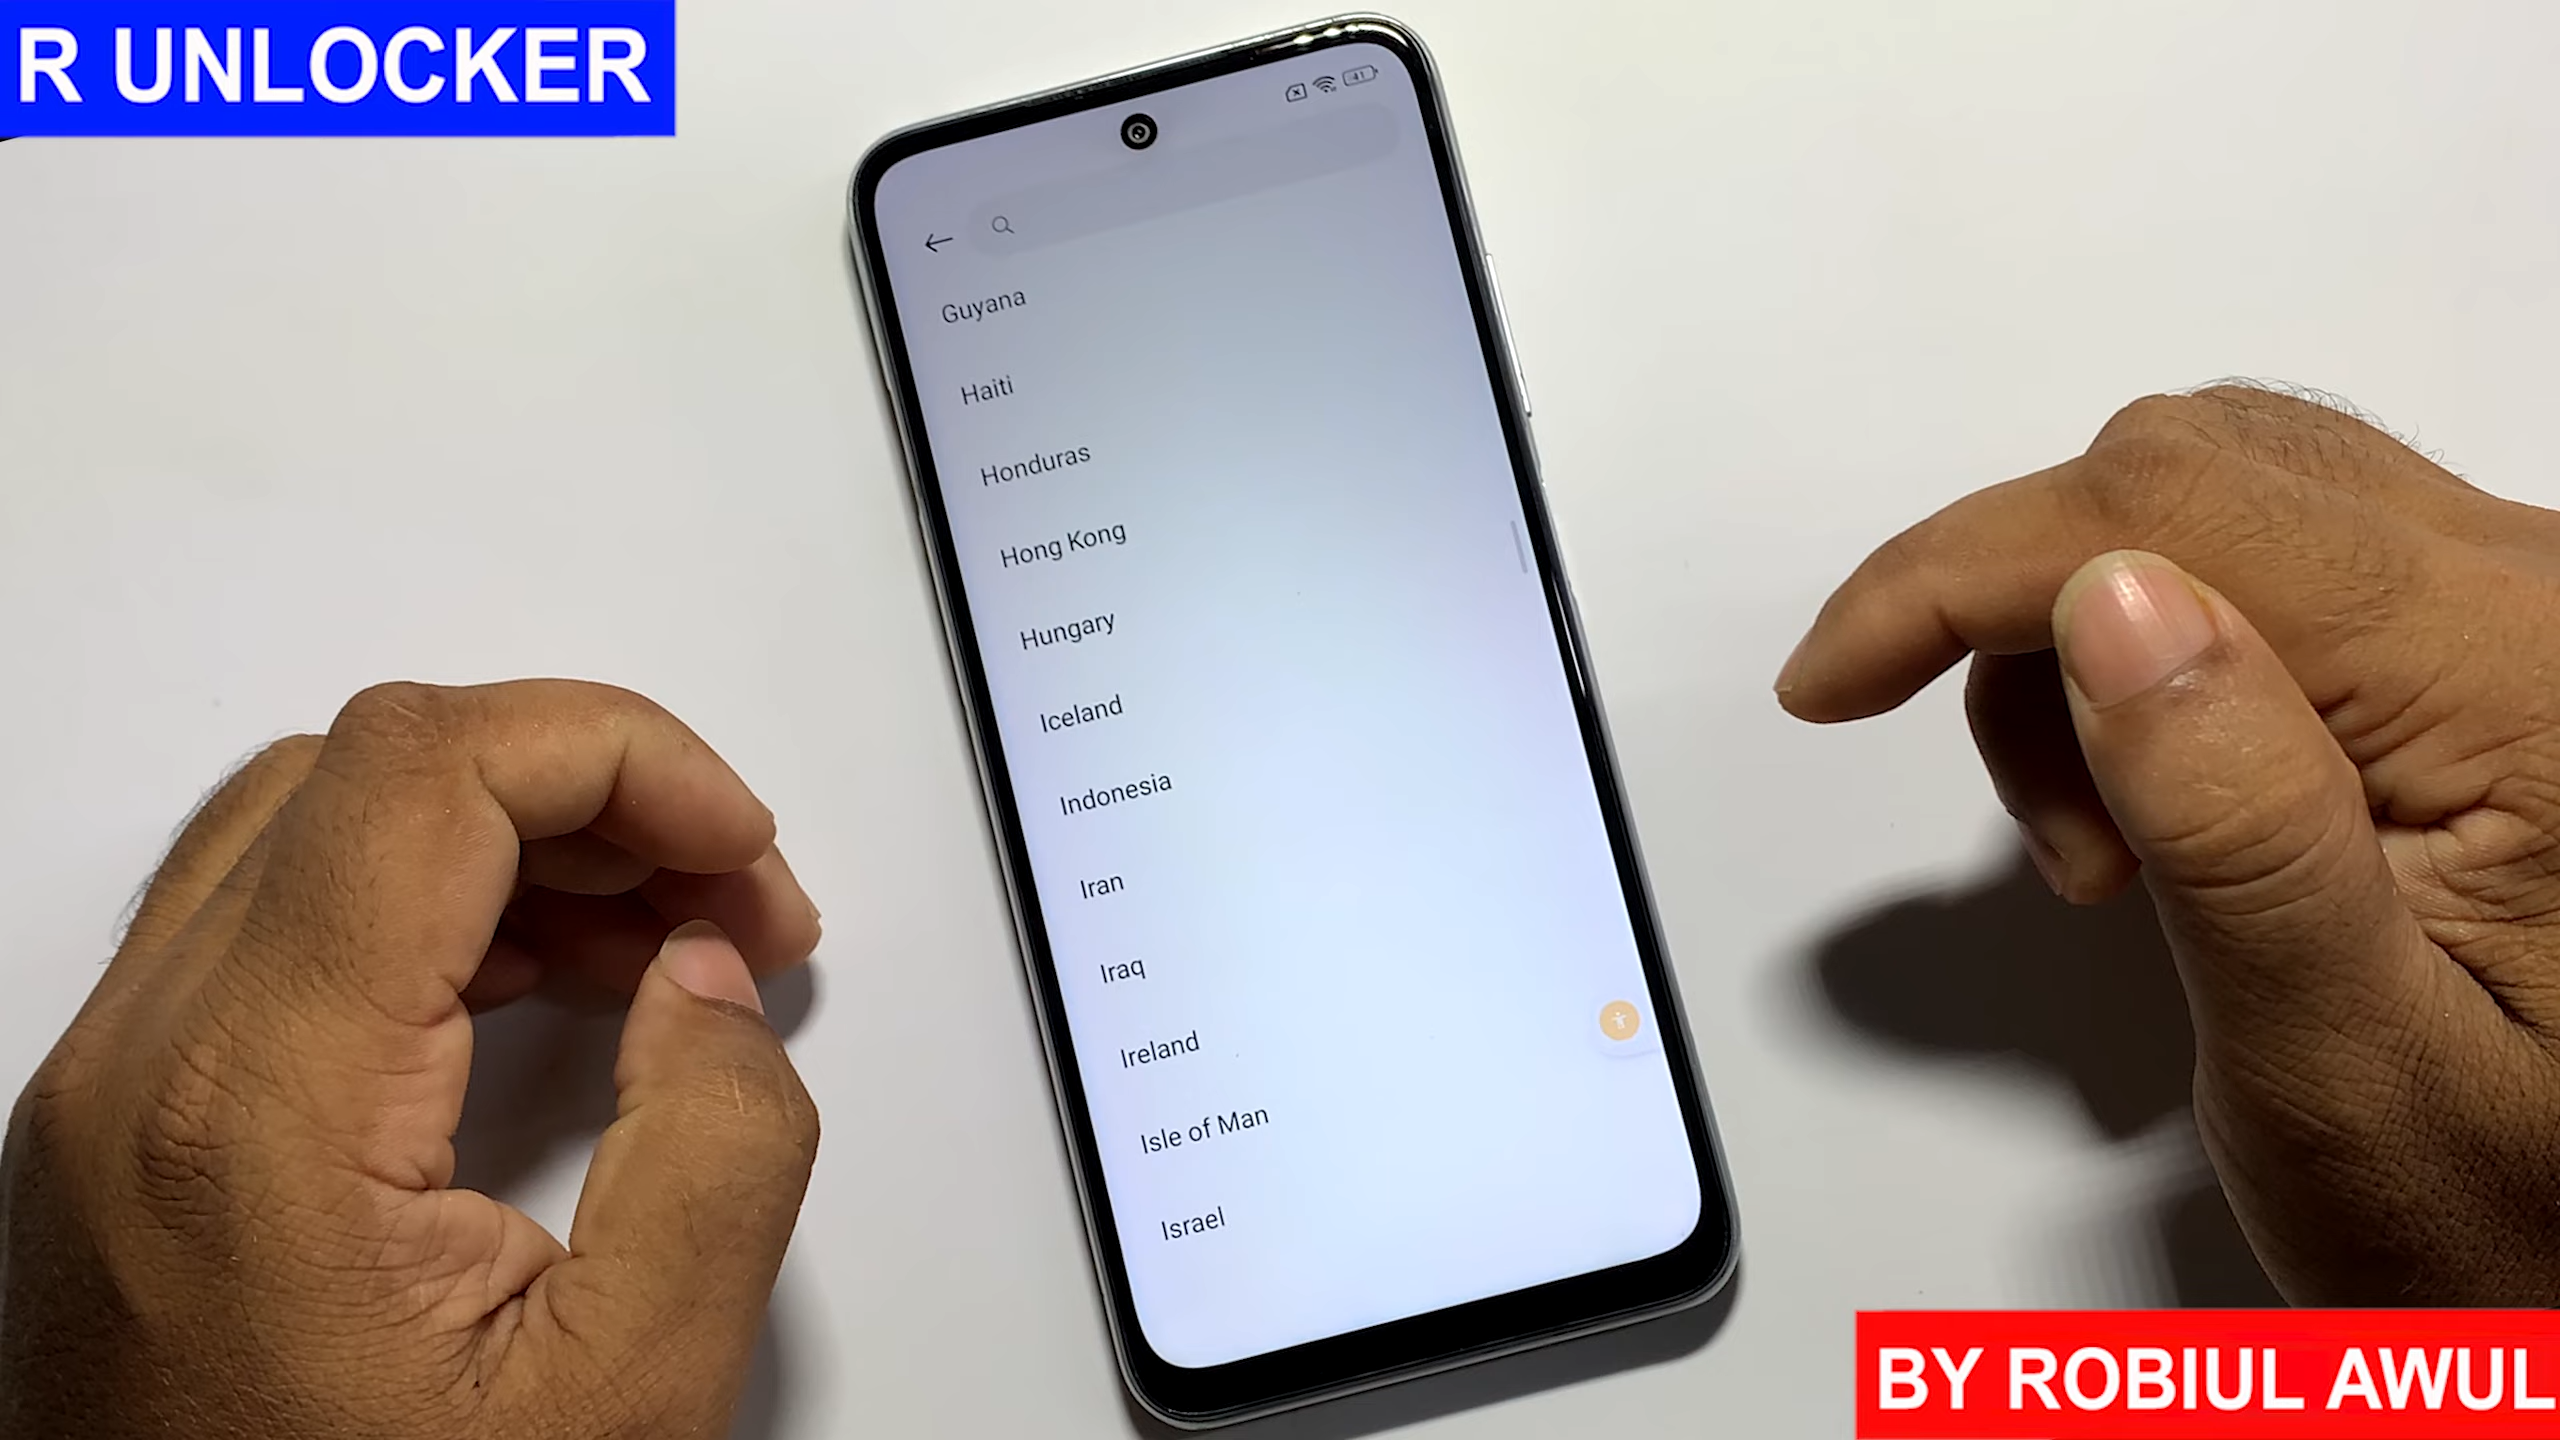 R UNLOCKER
41
Guyana
Haiti
Honduras
Hong Kong
Hungary
Iceland
Indonesia
Iran
Iraq
Ireland
Isle of Man
Israel
BY ROBIUL AWUL